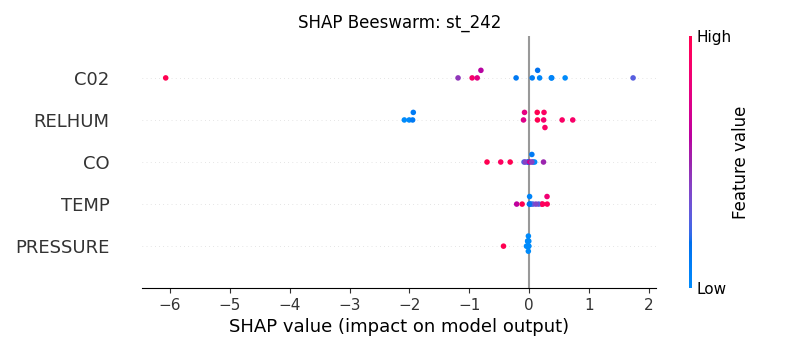 SHAP Beeswarm: st_242
High
C02
RELHUM
CO
TEMP
PRESSURE
Feature value
Low
−6 −5 −4 −3 −2 −1 0 1 2
SHAP value (impact on model output)